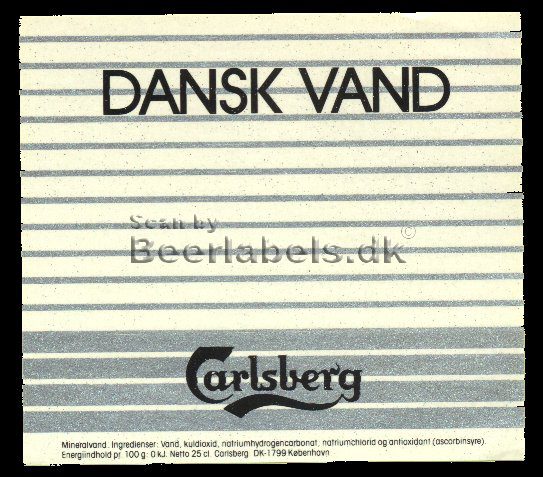 DANSK VAND
Scan by
Beerlabels.dk ©
Carlsberg
Mineralvand. Ingredienser: Vand, kuldioxid, natriumhydrogencarbonat, natriumchlorid og antioxidant (ascorbinsyre).
Energiindhold pr. 100 g: 0 kJ. Netto 25 cl. Carlsberg DK-1799 København